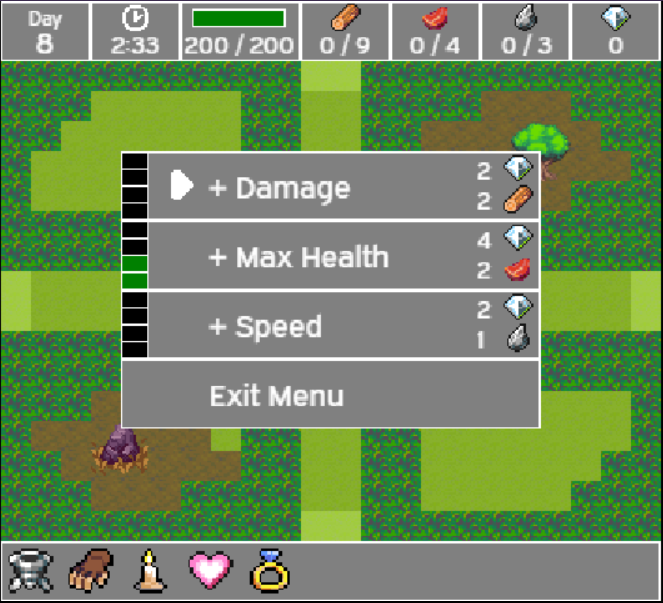 Day
8
2:33
200 / 200
0 / 9
0 / 4
0 / 3
0
+ Damage
2
2
+ Max Health
4
2
+ Speed
2
1
Exit Menu